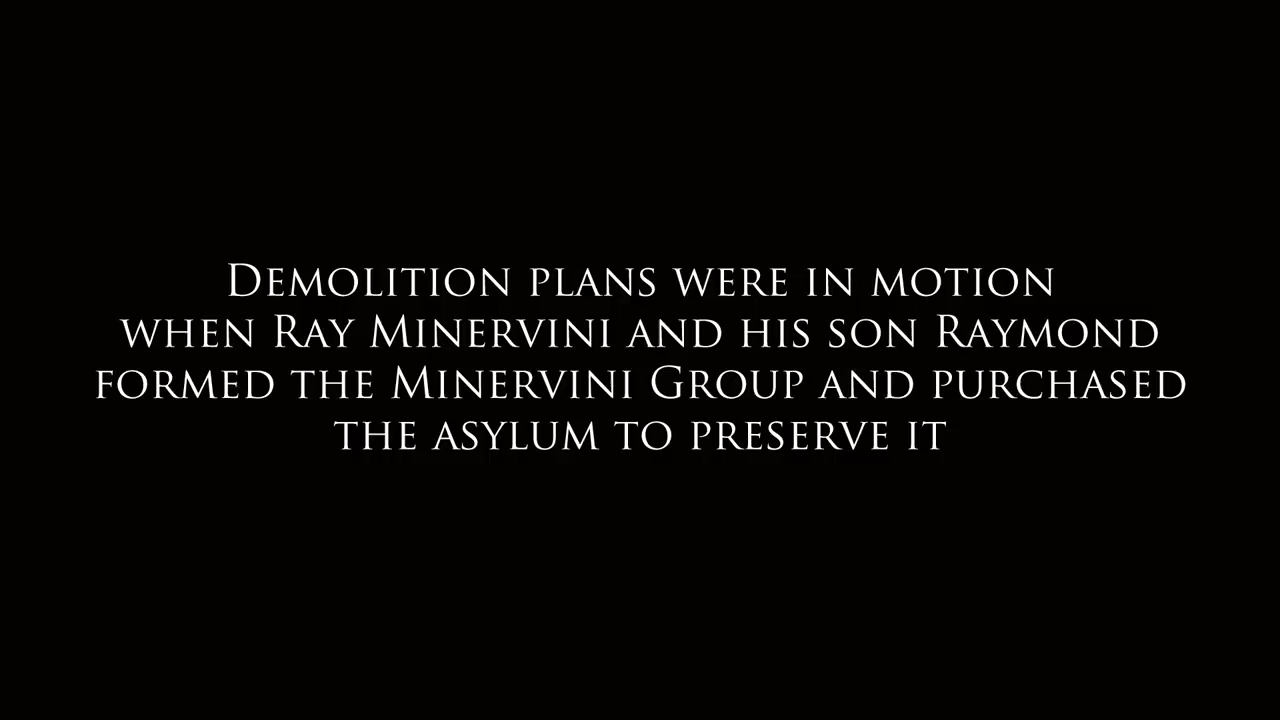 Demolition plans were in motion
when Ray Minervini and his son Raymond
formed the Minervini Group and purchased
the asylum to preserve it